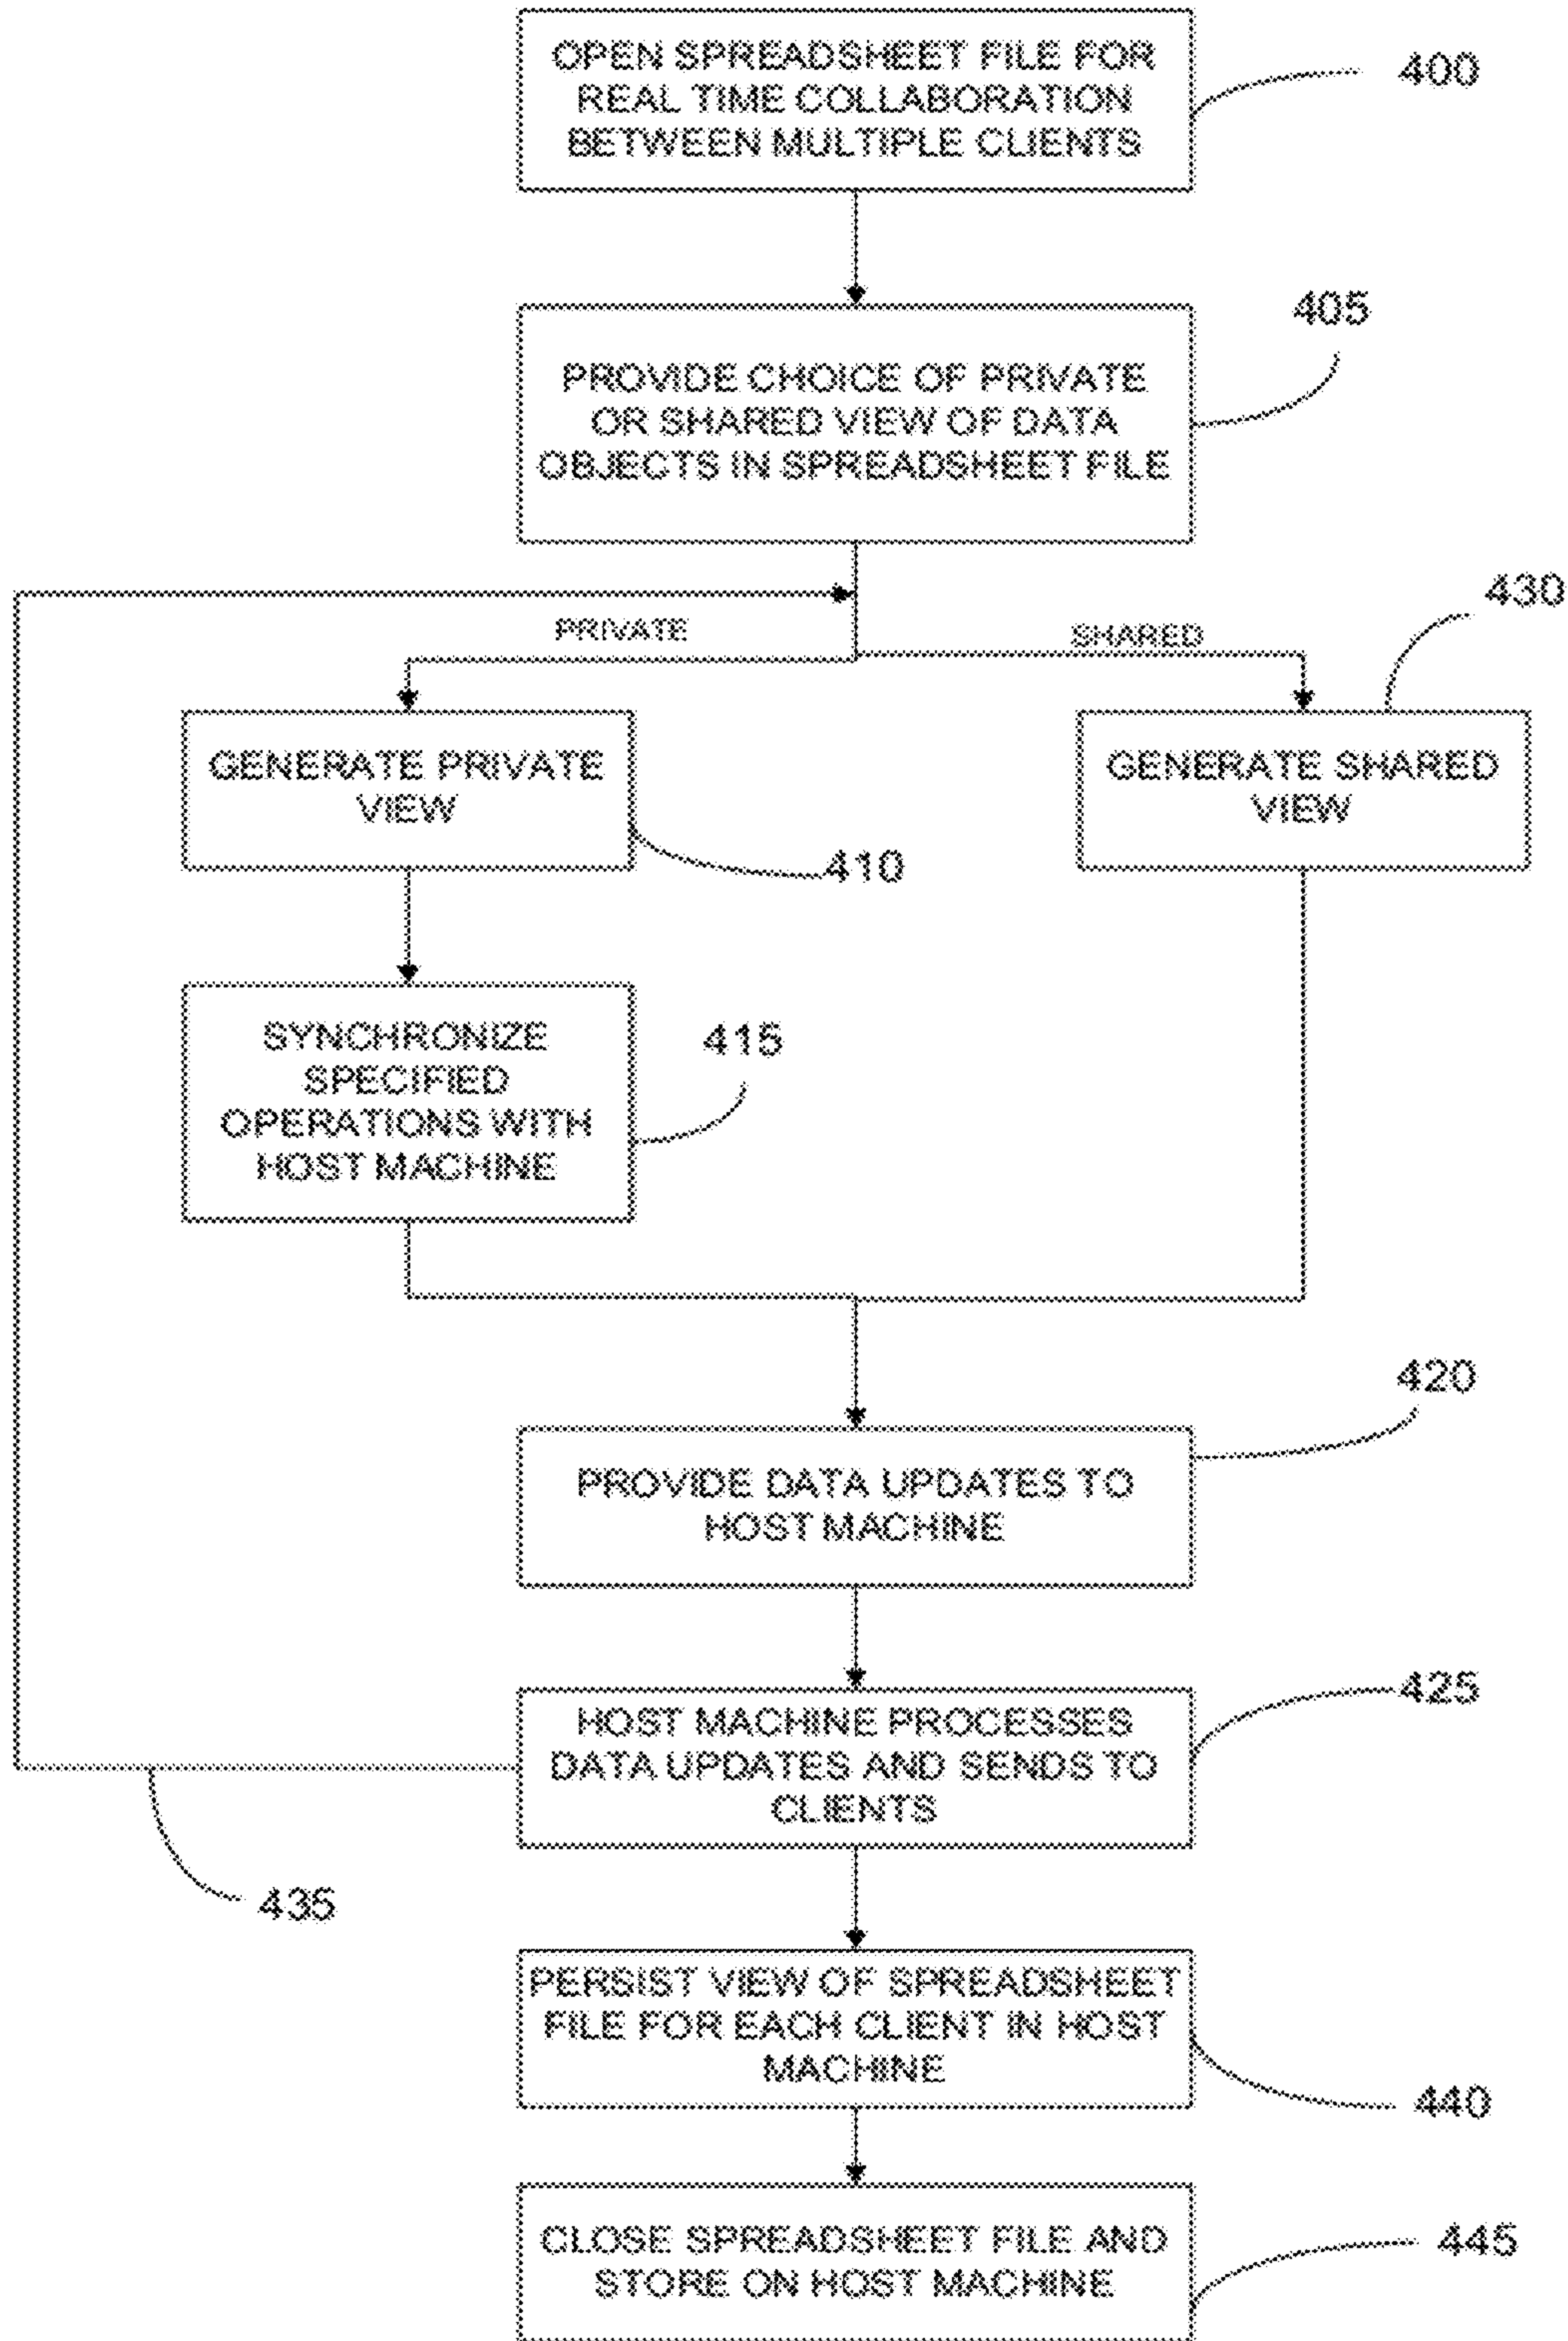 OPEN SPREADSHEET FILE FOR
REAL TIME COLLABORATION
BETWEEN MULTIPLE CLIENTS
400
405
PROVIDE CHOICE OF PRIVATE
OR SHARED VIEW OF DATA
OBJECTS IN SPREADSHEET FILE
430
PRIVATE
SHARED
GENERATE PRIVATE
VIEW
410
GENERATE SHARED
VIEW
SYNCHRONIZE
SPECIFIED
OPERATIONS WITH
HOST MACHINE
415
420
PROVIDE DATA UPDATES TO
HOST MACHINE
425
HOST MACHINE PROCESSES
DATA UPDATES AND SENDS TO
CLIENTS
435
PERSIST VIEW OF SPREADSHEET
FILE FOR EACH CLIENT IN HOST
MACHINE
440
CLOSE SPREADSHEET FILE AND
STORE ON HOST MACHINE
445